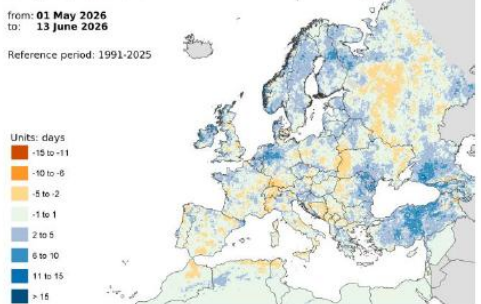 from: 01 May 2026
to: 13 June 2026
Reference period: 1991-2025
Units: days
-15 to -11
-10 to -6
-5 to -2
-1 to 1
2 to 5
6 to 10
11 to 15
> 15